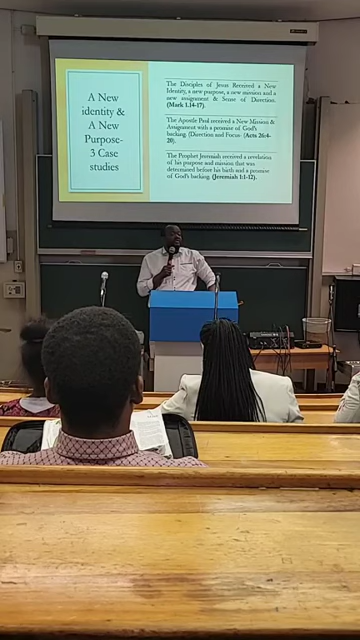 A New
identity &
A New
Purpose-
3 Case
studies
The Disciples of Jesus Received a New
Identity, a new purpose, a new mission and a
new assignment & Sense of Direction.
(Mark 1.14-17).
The Apostle Paul received a New Mission &
Assignment with a promise of God's
backing. (Direction and Focus- (Acts 26:4-
20).
The Prophet Jeremiah received a revelation
of his purpose and mission that was
determined before his birth and a promise
of God's backing. (Jeremiah 1:1-12).